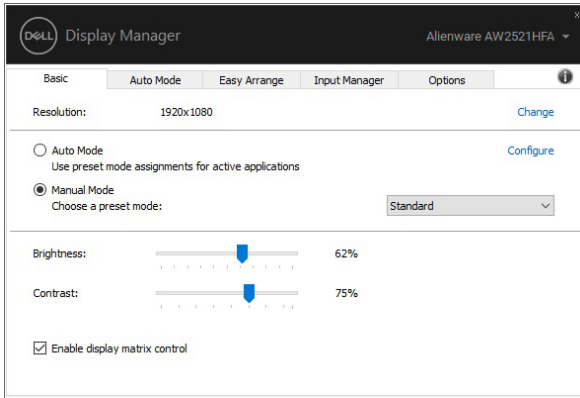 DELL Display Manager
Alienware AW2521HFA
Basic Auto Mode Easy Arrange Input Manager Options
Resolution: 1920x1080 Change
Auto Mode Configure
Use preset mode assignments for active applications
Manual Mode
Choose a preset mode: Standard
Brightness: 62%
Contrast: 75%
Enable display matrix control